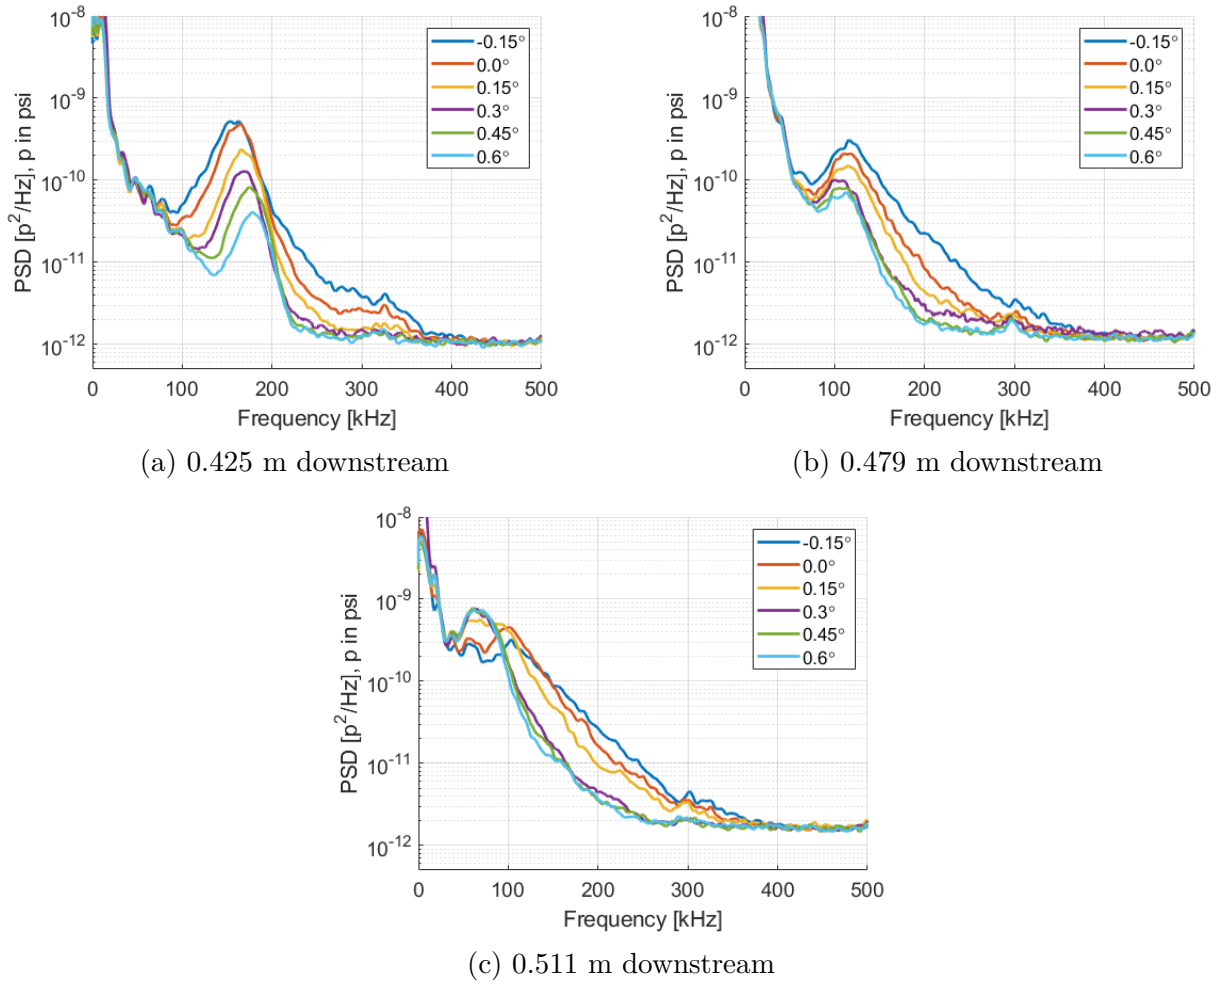 10^-8
10^-9
10^-10
10^-11
10^-12
PSD [p^2/Hz], p in psi
0 100 200 300 400 500
Frequency [kHz]
-0.15°
0.0°
0.15°
0.3°
0.45°
0.6°
(a) 0.425 m downstream
10^-8
10^-9
10^-10
10^-11
10^-12
PSD [p^2/Hz], p in psi
0 100 200 300 400 500
Frequency [kHz]
-0.15°
0.0°
0.15°
0.3°
0.45°
0.6°
(b) 0.479 m downstream
10^-8
10^-9
10^-10
10^-11
10^-12
PSD [p^2/Hz], p in psi
0 100 200 300 400 500
Frequency [kHz]
-0.15°
0.0°
0.15°
0.3°
0.45°
0.6°
(c) 0.511 m downstream